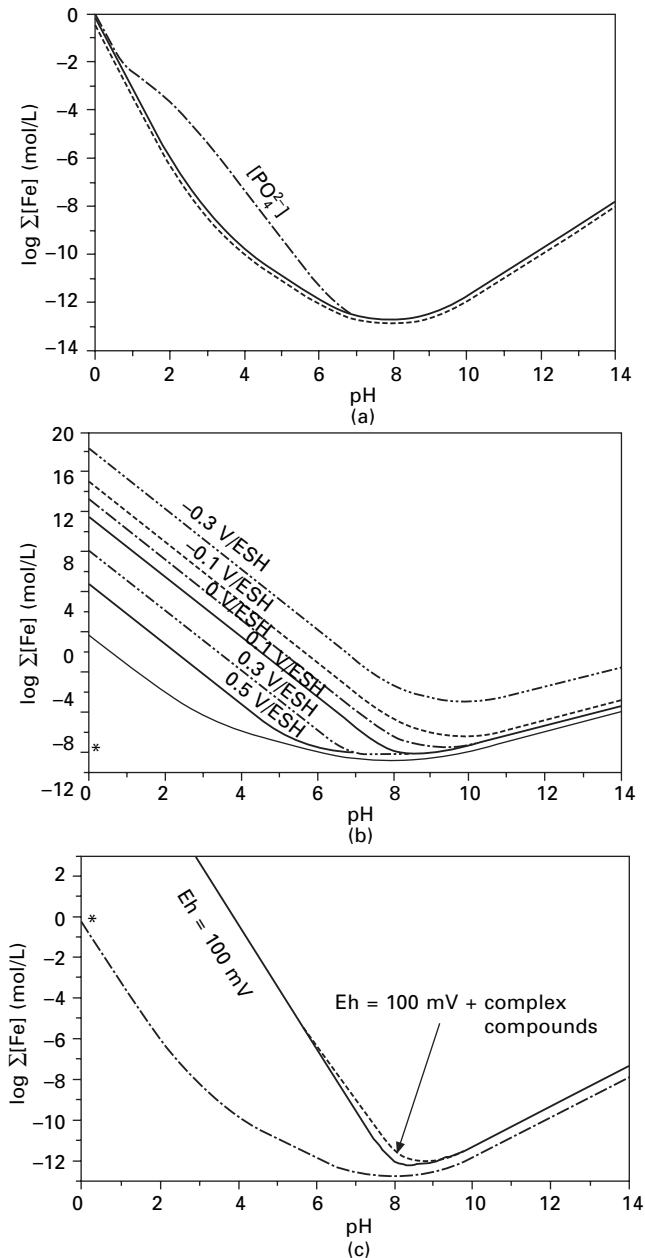 0
−2
−4
−6
−8
−10
−12
−14
log Σ[Fe] (mol/L)
[PO₄²⁻]
0 2 4 6 8 10 12 14
pH
(a)
20
16
12
8
4
0
−4
−8
−12
log Σ[Fe] (mol/L)
−0.3 V/ESH
−0.1 V/ESH
0 V/ESH
0.1 V/ESH
0.3 V/ESH
0.5 V/ESH
*
0 2 4 6 8 10 12 14
pH
(b)
2
0
−2
−4
−6
−8
−10
−12
log Σ[Fe] (mol/L)
*
Eh = 100 mV
Eh = 100 mV + complex
compounds
0 2 4 6 8 10 12 14
pH
(c)